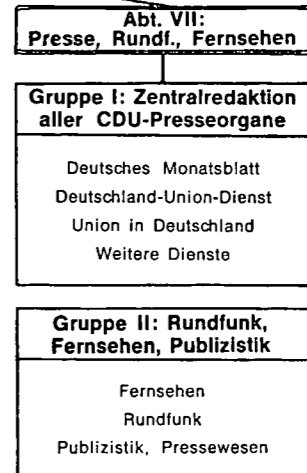 Abt. VII:
Presse, Rundf., Fernsehen
Gruppe I: Zentralredaktion
aller CDU-Presseorgane
Deutsches Monatsblatt
Deutschland-Union-Dienst
Union in Deutschland
Weitere Dienste
Gruppe II: Rundfunk,
Fernsehen, Publizistik
Fernsehen
Rundfunk
Publizistik, Pressewesen